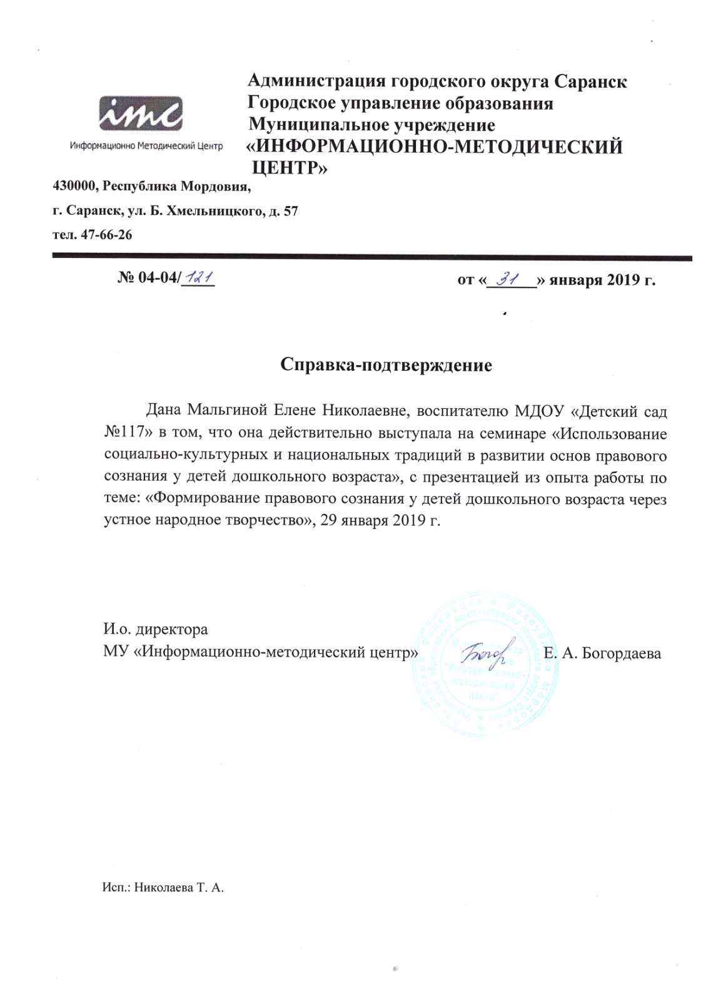 Администрация городского округа Саранск
Городское управление образования
Муниципальное учреждение
«ИНФОРМАЦИОННО-МЕТОДИЧЕСКИЙ
ЦЕНТР»
imc
Информационно Методический Центр
430000, Республика Мордовия,
г. Саранск, ул. Б. Хмельницкого, д. 57
тел. 47-66-26
№ 04-04/121
от «31» января 2019 г.
Справка-подтверждение
Дана Мальгиной Елене Николаевне, воспитателю МДОУ «Детский сад
№117» в том, что она действительно выступала на семинаре «Использование
социально-культурных и национальных традиций в развитии основ правового
сознания у детей дошкольного возраста», с презентацией из опыта работы по
теме: «Формирование правового сознания у детей дошкольного возраста через
устное народное творчество», 29 января 2019 г.
И.о. директора
МУ «Информационно-методический центр» Е. А. Богордаева
Российская Федерация * Республика Мордовия *
"Информационно-
методический
центр"
Исп.: Николаева Т. А.